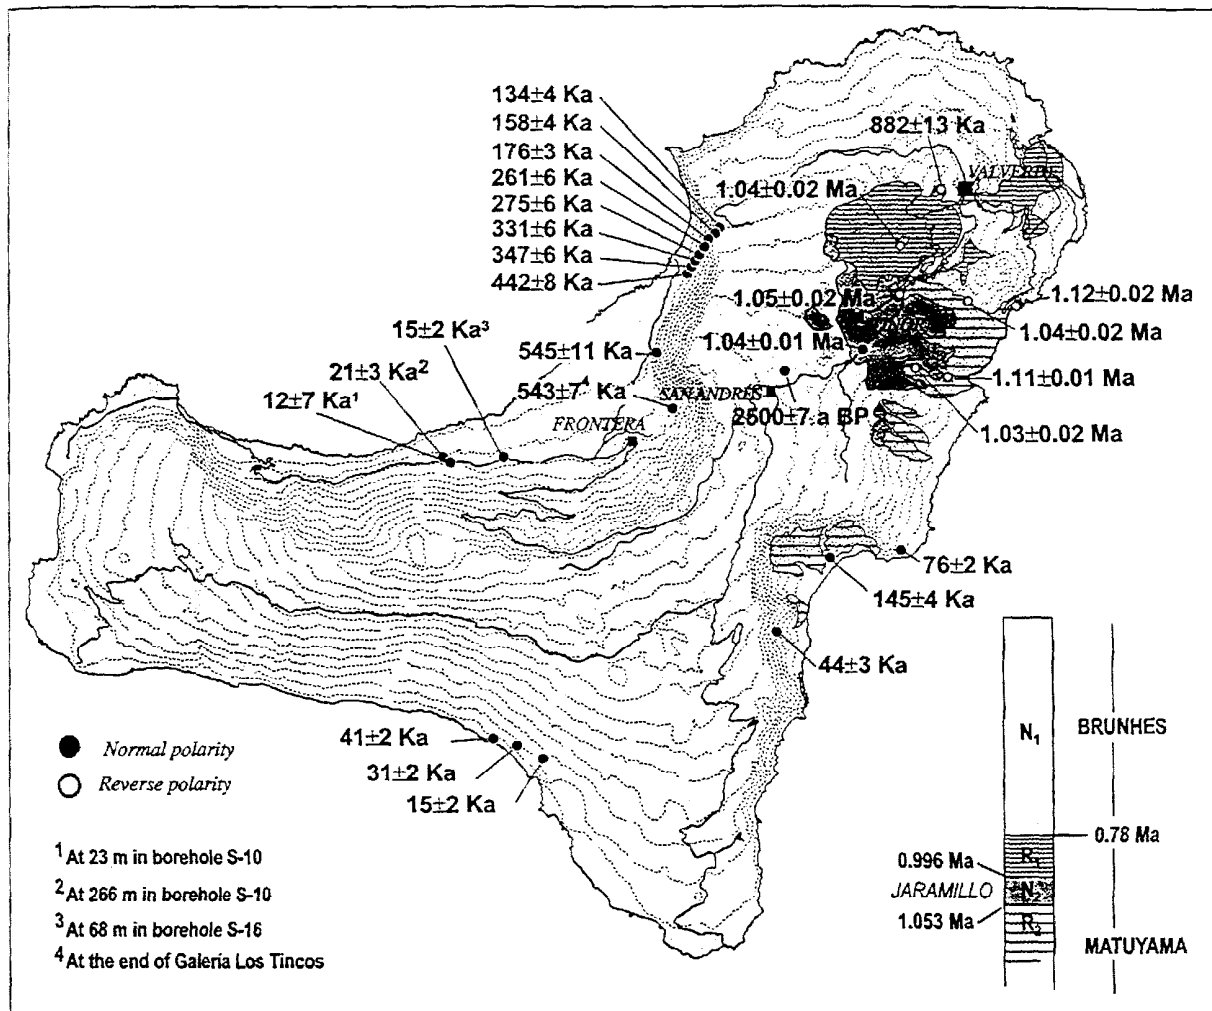 134±4 Ka
158±4 Ka
176±3 Ka
261±6 Ka
275±6 Ka
331±6 Ka
347±6 Ka
442±8 Ka
882±13 Ka
VALVERDE
1.04±0.02 Ma
1.05±0.02 Ma
1.12±0.02 Ma
1.04±0.02 Ma
1.04±0.01 Ma
15±2 Ka³
545±11 Ka
21±3 Ka²
543±7 Ka
SAN ANDRES
1.11±0.01 Ma
12±7 Ka¹
FRONTERA
2500±7 a BP
1.03±0.02 Ma
76±2 Ka
145±4 Ka
44±3 Ka
41±2 Ka
31±2 Ka
15±2 Ka
Normal polarity
Reverse polarity
1 At 23 m in borehole S-10
2 At 266 m in borehole S-10
3 At 68 m in borehole S-16
4 At the end of Galería Los Tincos
N₁
BRUNHES
0.78 Ma
R₁
0.996 Ma
JARAMILLO
N₂
1.053 Ma
R₂
MATUYAMA